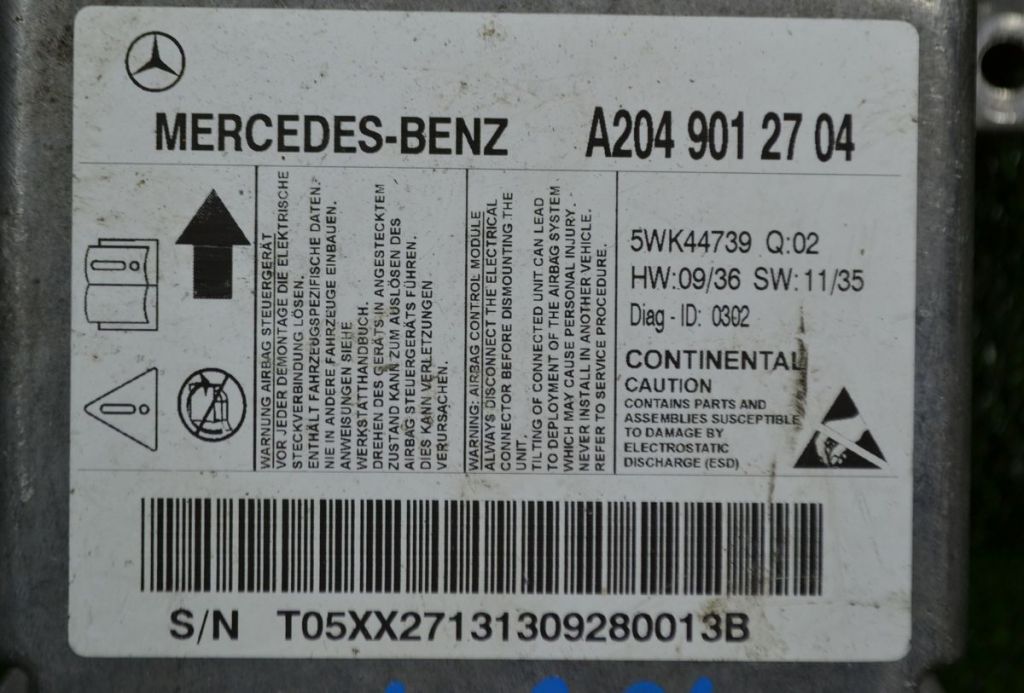 MERCEDES-BENZ
A204 901 27 04
WARNUNG AIRBAG STEUERGERÄT
VOR JEDER DEMONTAGE DIE ELEKTRISCHE
STECKVERBINDUNG LÖSEN.
ENTHÄLT FAHRZEUGSPEZIFISCHE DATEN.
NIE IN ANDERE FAHRZEUGE EINBAUEN.
ANWEISUNGEN SIEHE
WERKSTATTHANDBUCH.
DREHEN DES GERÄTS IN ANGESTECKTEM
ZUSTAND KANN ZUM AUSLÖSEN DES
AIRBAG STEUERGERÄTS FÜHREN.
DIES KANN VERLETZUNGEN
VERURSACHEN.
WARNING: AIRBAG CONTROL MODULE
ALWAYS DISCONNECT THE ELECTRICAL
CONNECTOR BEFORE DISMOUNTING THE
UNIT.
TILTING OF CONNECTED UNIT CAN LEAD
TO DEPLOYMENT OF THE AIRBAG SYSTEM
WHICH MAY CAUSE PERSONAL INJURY.
NEVER INSTALL IN ANOTHER VEHICLE.
REFER TO SERVICE PROCEDURE.
5WK44739 Q:02
HW:09/36 SW:11/35
Diag - ID: 0302
CONTINENTAL
CAUTION
CONTAINS PARTS AND
ASSEMBLIES SUSCEPTIBLE
TO DAMAGE BY
ELECTROSTATIC
DISCHARGE (ESD)
S/N T05XX27131309280013B